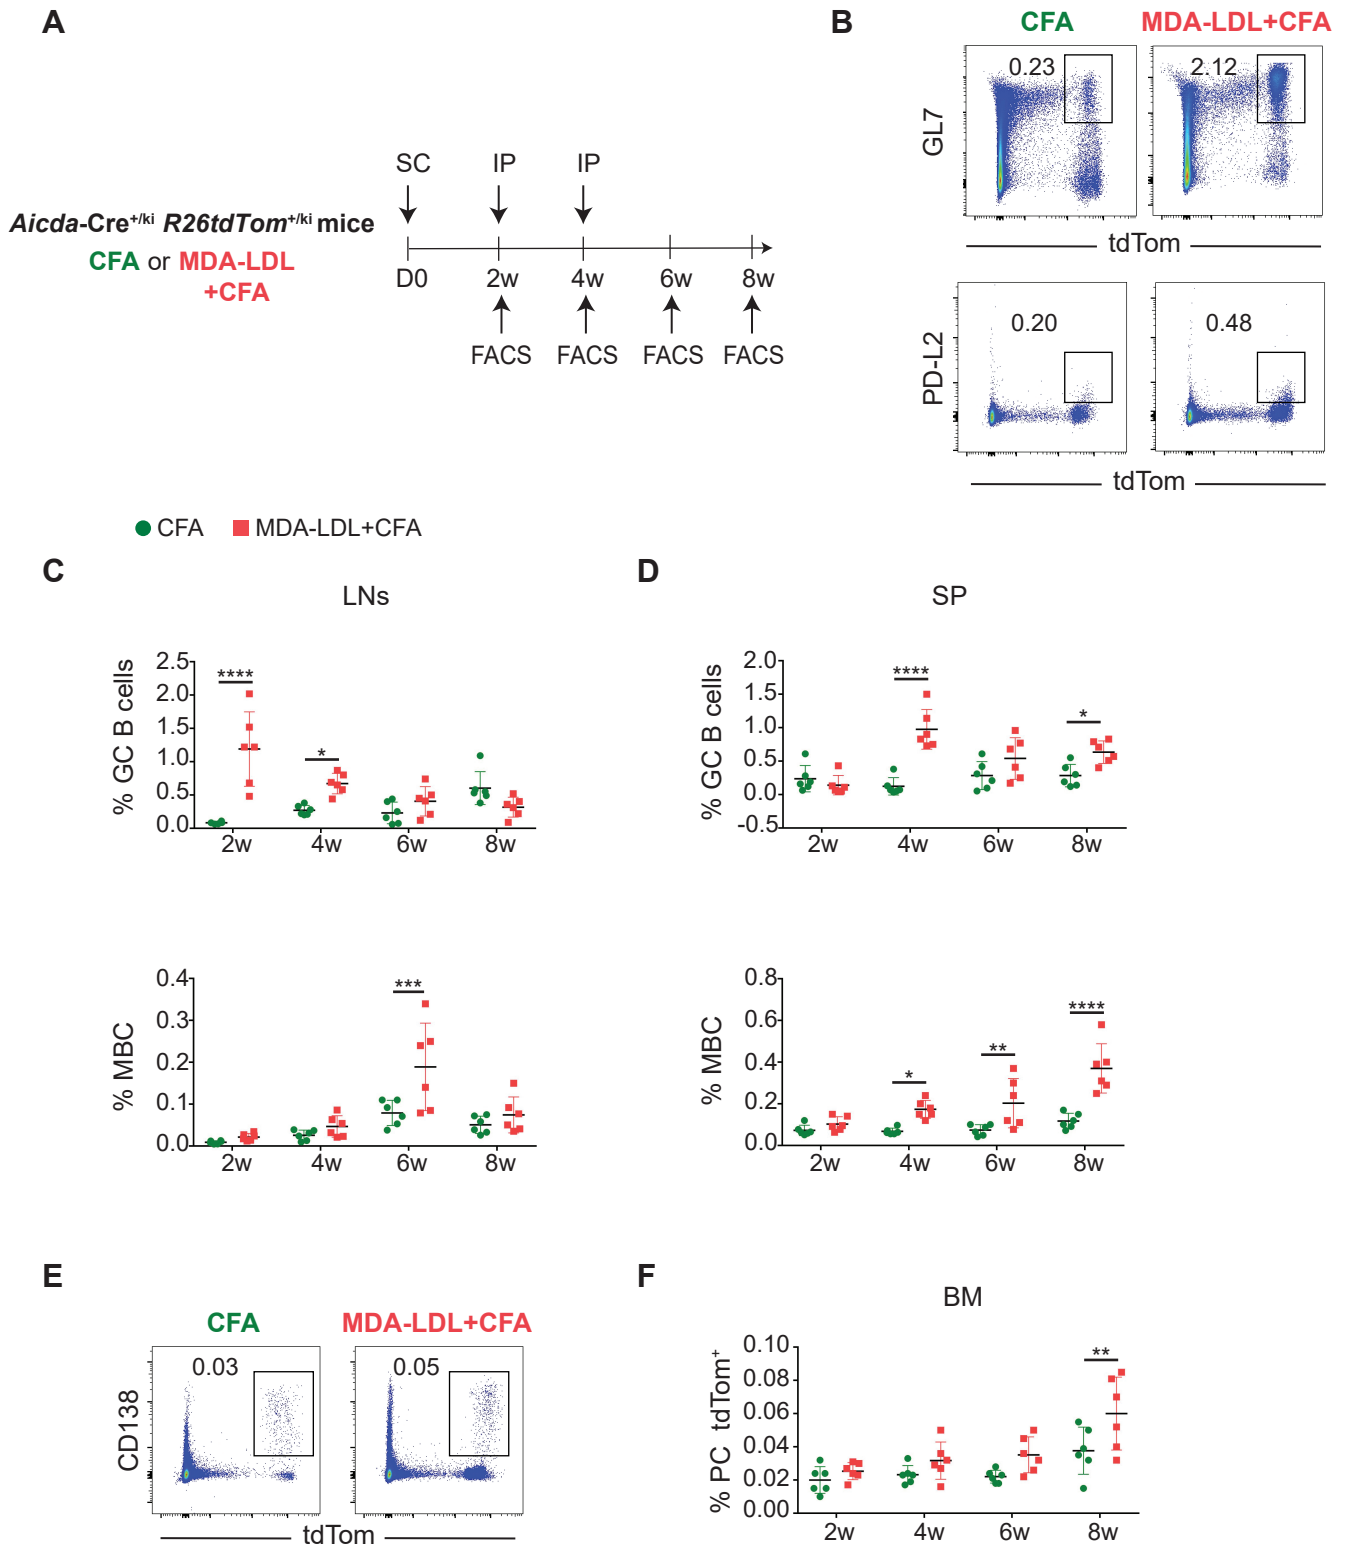 A
SC IP IP
Aicda-Cre+/ki R26tdTom+/ki mice
CFA or MDA-LDL
+CFA
D0 2w 4w 6w 8w
FACS FACS FACS FACS
B
CFA MDA-LDL+CFA
0.23 2.12
GL7
tdTom
0.20 0.48
PD-L2
tdTom
CFA MDA-LDL+CFA
C
LNs
% GC B cells
2.5
2.0
1.5
1.0
0.5
0.0
**** *
2w 4w 6w 8w
% MBC
0.4
0.3
0.2
0.1
0.0
***
2w 4w 6w 8w
D
SP
% GC B cells
2.0
1.5
1.0
0.5
0.0
-0.5
**** *
2w 4w 6w 8w
% MBC
0.8
0.6
0.4
0.2
0.0
* ** ****
2w 4w 6w 8w
E
CFA MDA-LDL+CFA
0.03 0.05
CD138
tdTom
F
BM
% PC tdTom+
0.10
0.08
0.06
0.04
0.02
0.00
**
2w 4w 6w 8w